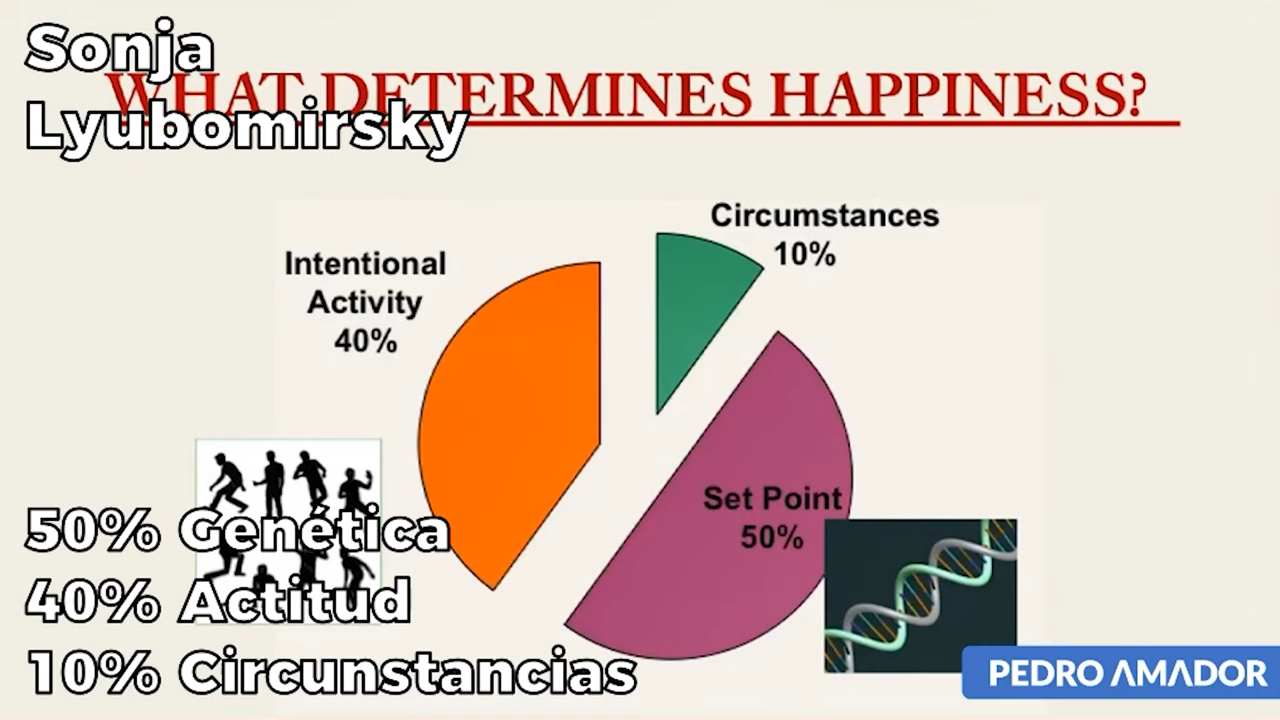 Sonja
Lyubomirsky
WHAT DETERMINES HAPPINESS?
Circumstances
10%
Intentional
Activity
40%
Set Point
50%
50% Genética
40% Actitud
10% Circunstancias
PEDRO AMADOR